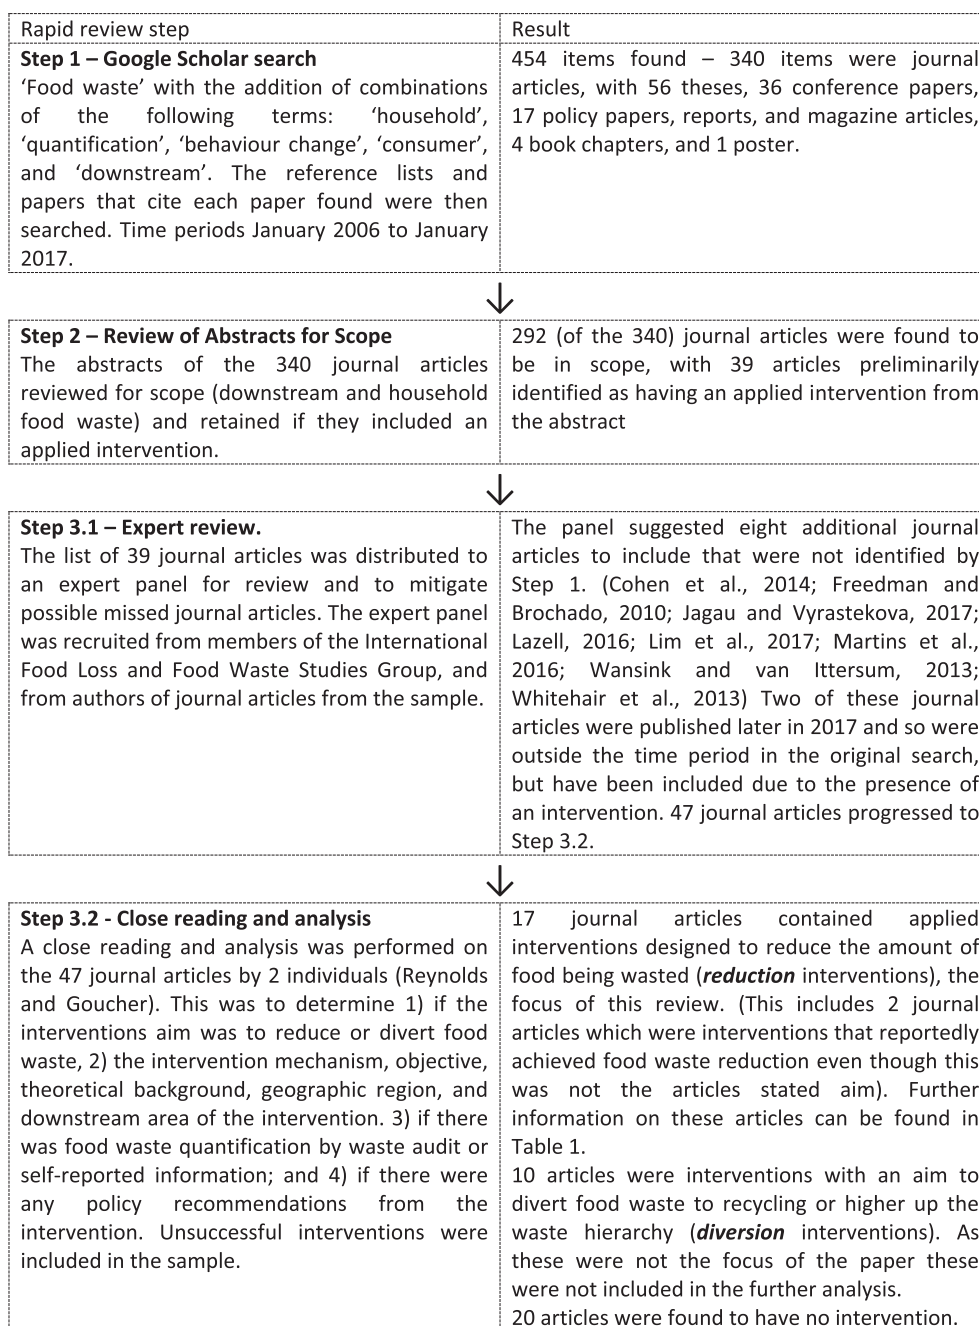 Rapid review step
Result
Step 1 – Google Scholar search
‘Food waste’ with the addition of combinations
of the following terms: ‘household’,
‘quantification’, ‘behaviour change’, ‘consumer’,
and ‘downstream’. The reference lists and
papers that cite each paper found were then
searched. Time periods January 2006 to January
2017.
454 items found – 340 items were journal
articles, with 56 theses, 36 conference papers,
17 policy papers, reports, and magazine articles,
4 book chapters, and 1 poster.
Step 2 – Review of Abstracts for Scope
The abstracts of the 340 journal articles
reviewed for scope (downstream and household
food waste) and retained if they included an
applied intervention.
292 (of the 340) journal articles were found to
be in scope, with 39 articles preliminarily
identified as having an applied intervention from
the abstract
Step 3.1 – Expert review.
The list of 39 journal articles was distributed to
an expert panel for review and to mitigate
possible missed journal articles. The expert panel
was recruited from members of the International
Food Loss and Food Waste Studies Group, and
from authors of journal articles from the sample.
The panel suggested eight additional journal
articles to include that were not identified by
Step 1. (Cohen et al., 2014; Freedman and
Brochado, 2010; Jagau and Vyrastekova, 2017;
Lazell, 2016; Lim et al., 2017; Martins et al.,
2016; Wansink and van Ittersum, 2013;
Whitehair et al., 2013) Two of these journal
articles were published later in 2017 and so were
outside the time period in the original search,
but have been included due to the presence of
an intervention. 47 journal articles progressed to
Step 3.2.
Step 3.2 - Close reading and analysis
A close reading and analysis was performed on
the 47 journal articles by 2 individuals (Reynolds
and Goucher). This was to determine 1) if the
interventions aim was to reduce or divert food
waste, 2) the intervention mechanism, objective,
theoretical background, geographic region, and
downstream area of the intervention. 3) if there
was food waste quantification by waste audit or
self-reported information; and 4) if there were
any policy recommendations from the
intervention. Unsuccessful interventions were
included in the sample.
17 journal articles contained applied
interventions designed to reduce the amount of
food being wasted (reduction interventions), the
focus of this review. (This includes 2 journal
articles which were interventions that reportedly
achieved food waste reduction even though this
was not the articles stated aim). Further
information on these articles can be found in
Table 1.
10 articles were interventions with an aim to
divert food waste to recycling or higher up the
waste hierarchy (diversion interventions). As
these were not the focus of the paper these
were not included in the further analysis.
20 articles were found to have no intervention.